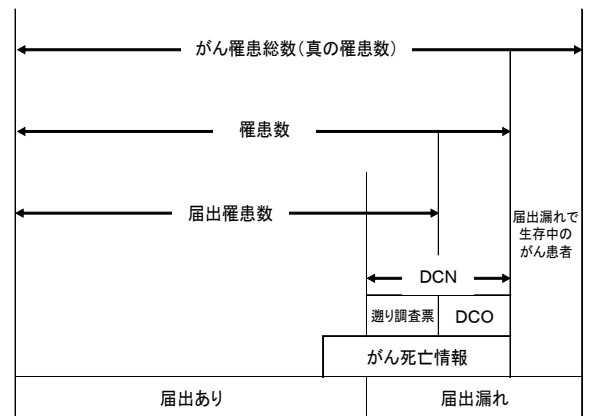 がん罹患総数（真の罹患数）
罹患数
届出罹患数
届出漏れで
生存中の
がん患者
DCN
遡り調査票
DCO
がん死亡情報
届出あり
届出漏れ